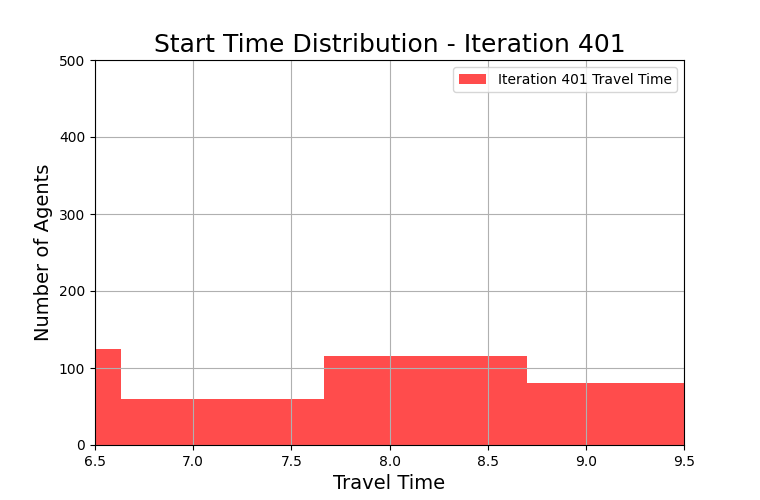 Start Time Distribution - Iteration 401
500
Iteration 401 Travel Time
400
300
200
100
0
Number of Agents
6.5 7.0 7.5 8.0 8.5 9.0 9.5
Travel Time